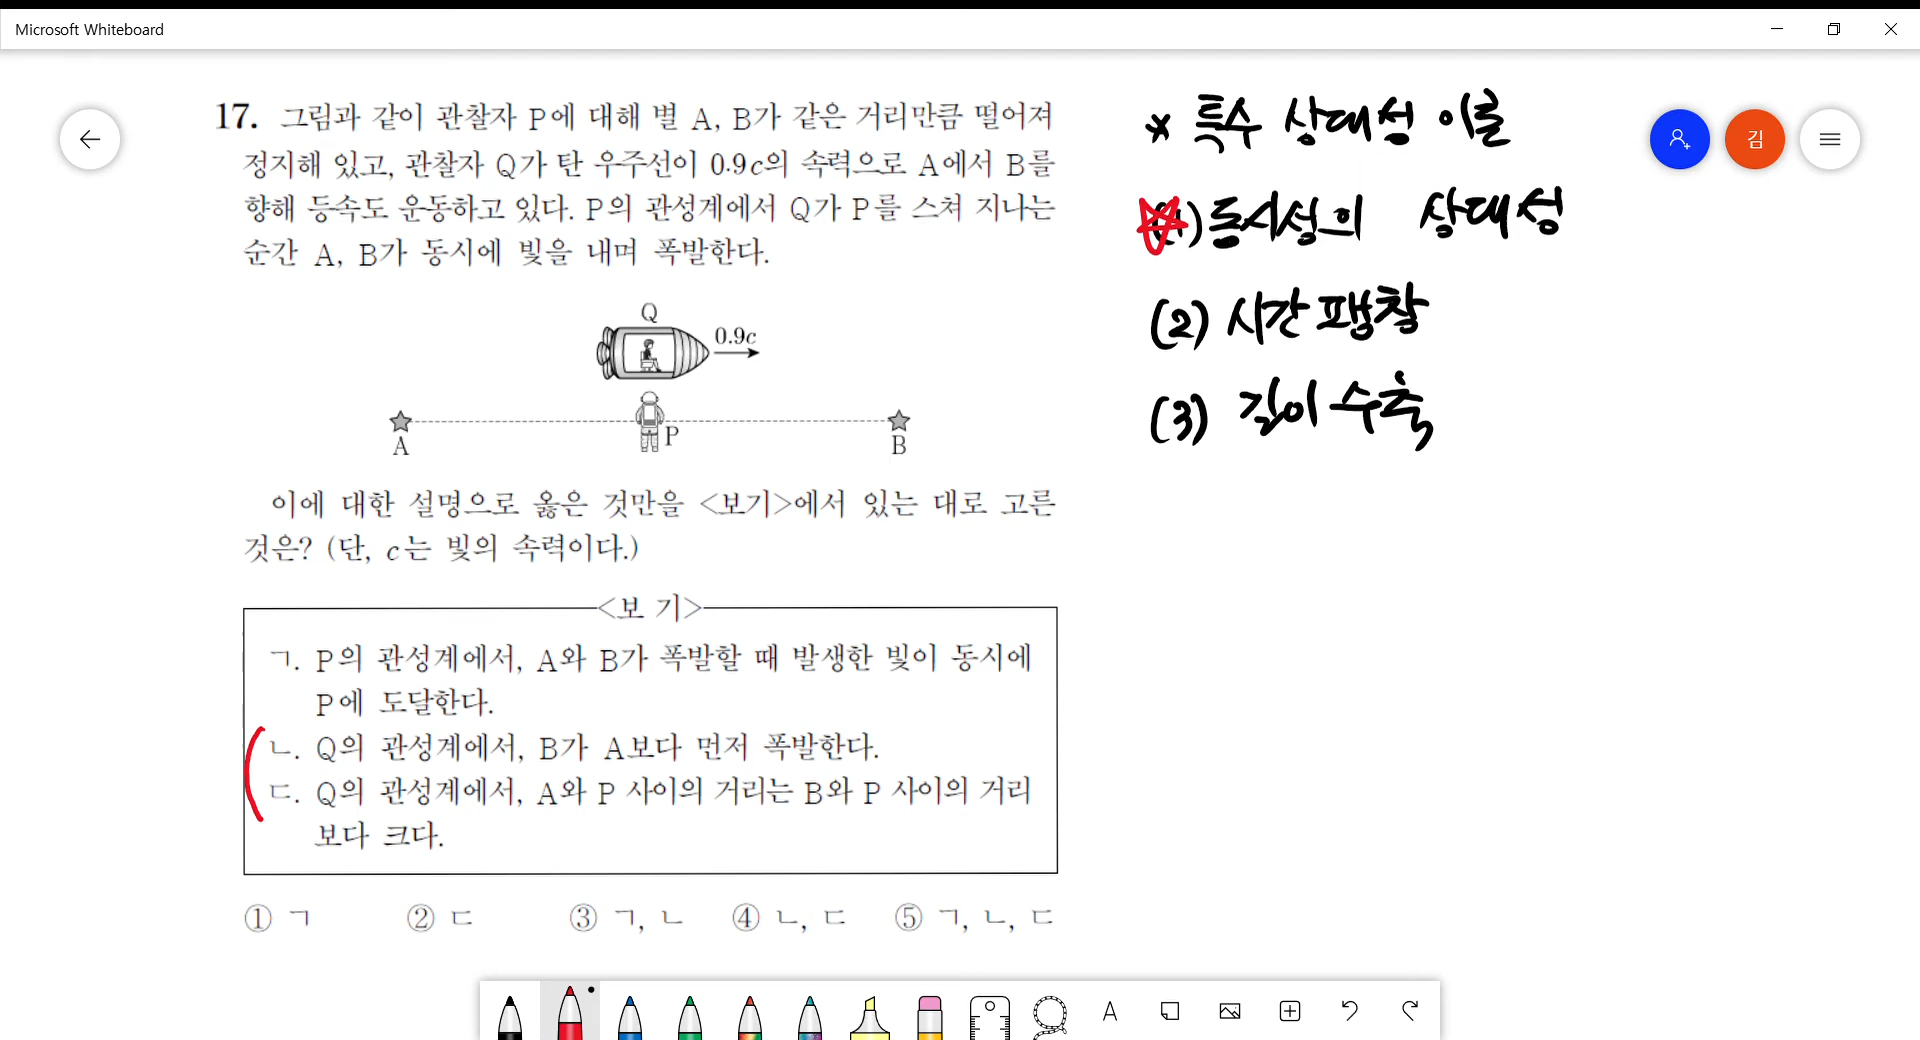 Microsoft Whiteboard
17. 그림과 같이 관찰자 P에 대해 별 A, B가 같은 거리만큼 떨어져
정지해 있고, 관찰자 Q가 탄 우주선이 0.9c의 속력으로 A에서 B를
향해 등속도 운동하고 있다. P의 관성계에서 Q가 P를 스쳐 지나는
순간 A, B가 동시에 빛을 내며 폭발한다.
Q
0.9c
P
A
B
이에 대한 설명으로 옳은 것만을 <보기>에서 있는 대로 고른
것은? (단, c는 빛의 속력이다.)
<보 기>
ㄱ. P의 관성계에서, A와 B가 폭발할 때 발생한 빛이 동시에
P에 도달한다.
ㄴ. Q의 관성계에서, B가 A보다 먼저 폭발한다.
ㄷ. Q의 관성계에서, A와 P 사이의 거리는 B와 P 사이의 거리
보다 크다.
① ㄱ ② ㄷ ③ ㄱ, ㄴ ④ ㄴ, ㄷ ⑤ ㄱ, ㄴ, ㄷ
* 특수 상대성 이론
(1) 동시성의 상대성
(2) 시간 팽창
(3) 길이 수축
김
A